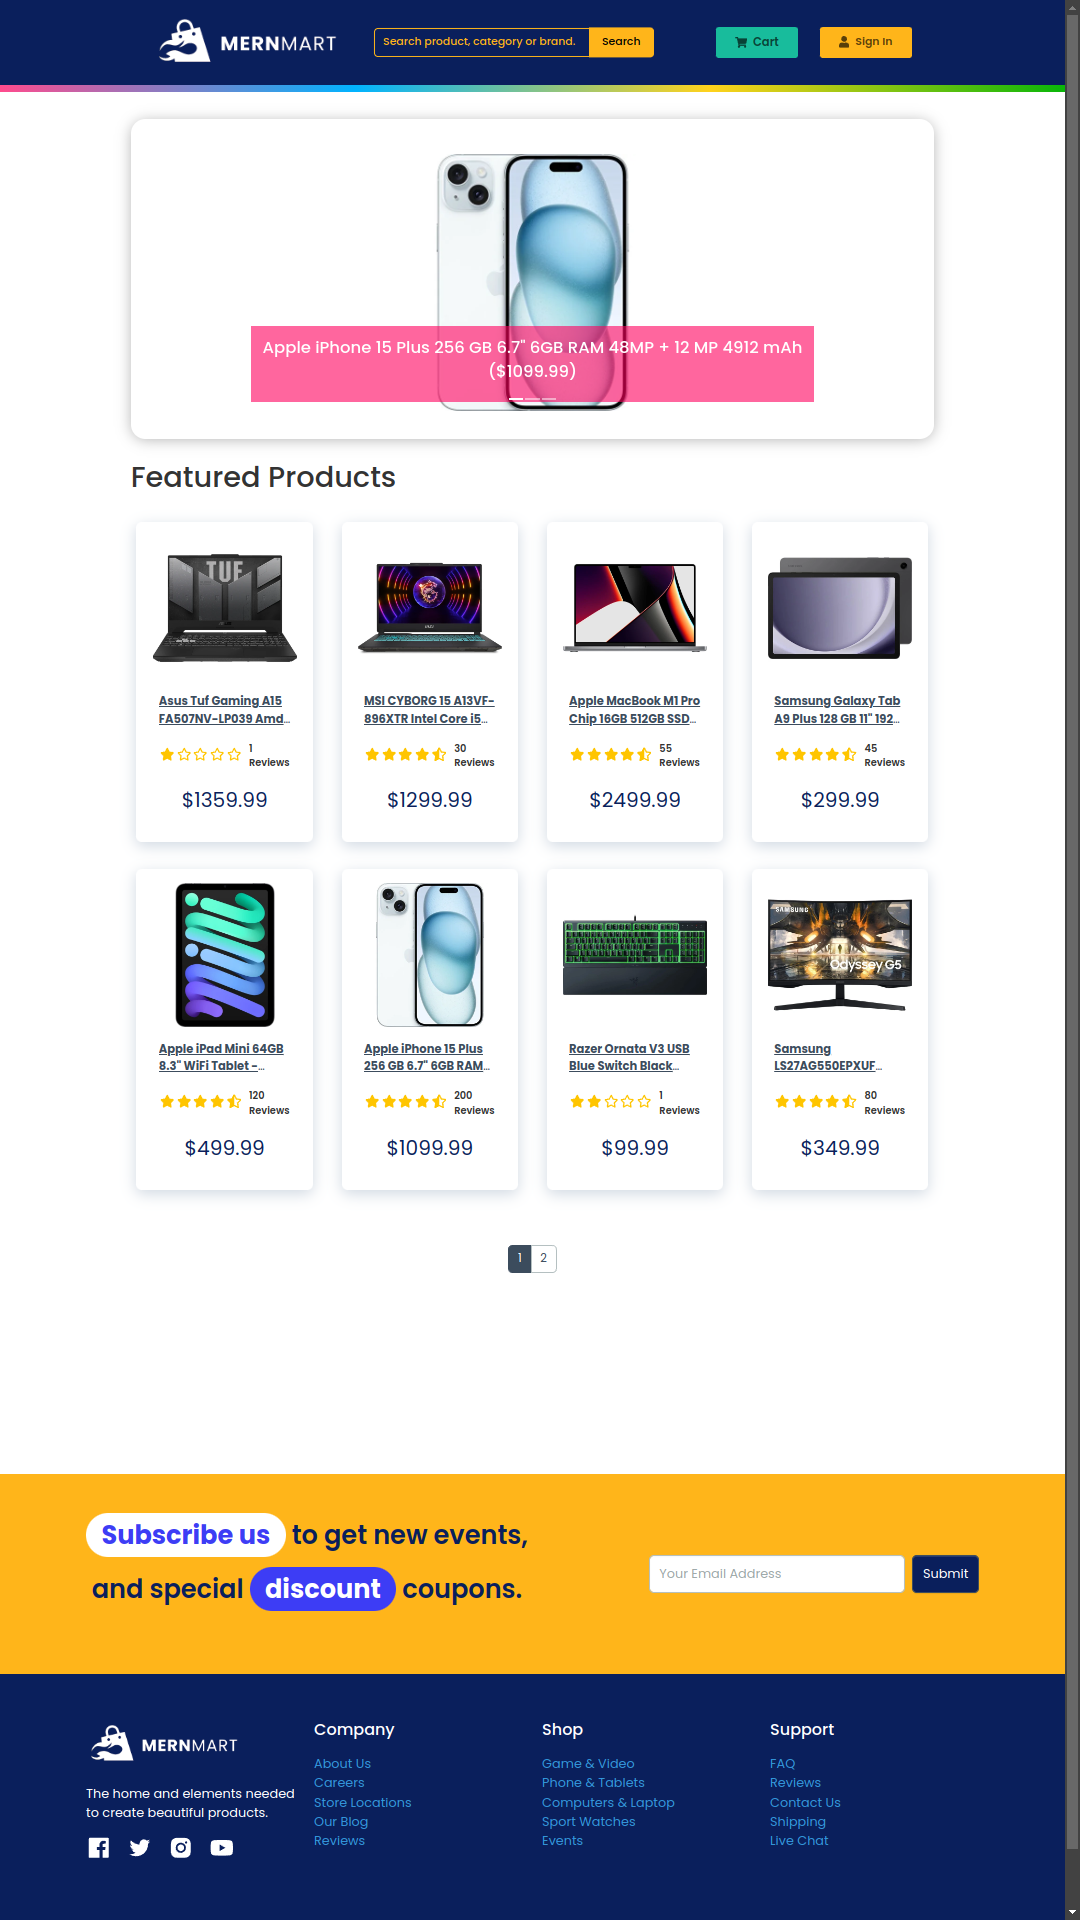 MERNMART
Search product, category or brand.
Search
Cart
Sign In
Apple iPhone 15 Plus 256 GB 6.7" 6GB RAM 48MP + 12 MP 4912 mAh
($1099.99)
Featured Products
TUF
Asus Tuf Gaming A15
FA507NV-LP039 Amd...
1
Reviews
$1359.99
MSI CYBORG 15 A13VF-
896XTR Intel Core i5...
30
Reviews
$1299.99
Apple MacBook M1 Pro
Chip 16GB 512GB SSD...
55
Reviews
$2499.99
Samsung Galaxy Tab
A9 Plus 128 GB 11" 192...
45
Reviews
$299.99
Apple iPad Mini 64GB
8.3" WiFi Tablet -...
120
Reviews
$499.99
Apple iPhone 15 Plus
256 GB 6.7" 6GB RAM...
200
Reviews
$1099.99
Razer Ornata V3 USB
Blue Switch Black...
1
Reviews
$99.99
SAMSUNG
Odyssey G5
Samsung
LS27AG550EPXUF...
80
Reviews
$349.99
1
2
Subscribe us to get new events,
and special discount coupons.
Your Email Address
Submit
MERNMART
The home and elements needed
to create beautiful products.
Company
About Us
Careers
Store Locations
Our Blog
Reviews
Shop
Game & Video
Phone & Tablets
Computers & Laptop
Sport Watches
Events
Support
FAQ
Reviews
Contact Us
Shipping
Live Chat